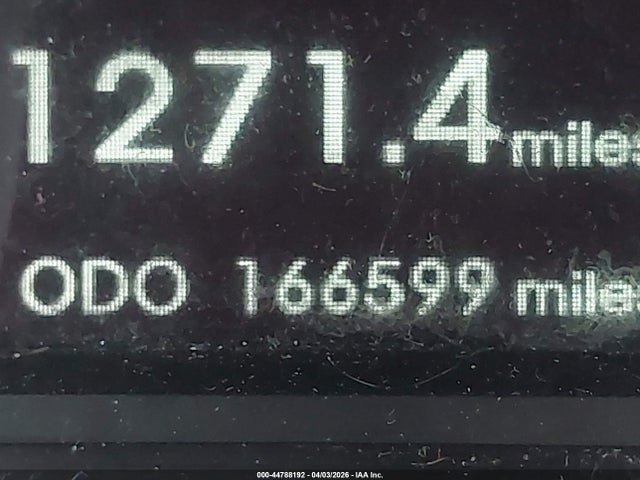 1271.4 miles
ODO 166599 miles
000-44788192 - 04/03/2026 - IAA Inc.